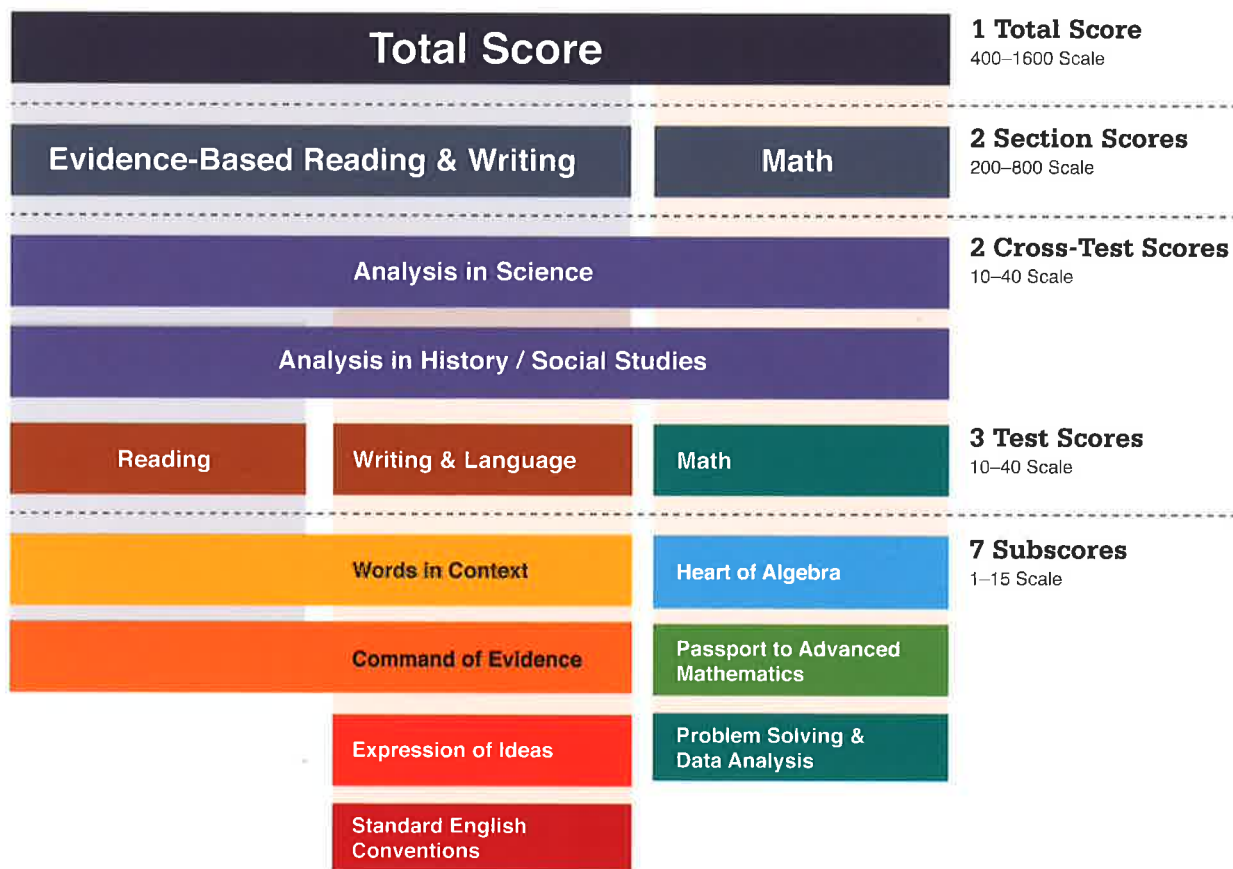 Total Score
1 Total Score
400–1600 Scale
Evidence-Based Reading & Writing
Math
2 Section Scores
200–800 Scale
Analysis in Science
2 Cross-Test Scores
10–40 Scale
Analysis in History / Social Studies
Reading
Writing & Language
Math
3 Test Scores
10–40 Scale
Words in Context
Heart of Algebra
7 Subscores
1–15 Scale
Command of Evidence
Passport to Advanced
Mathematics
Expression of Ideas
Problem Solving &
Data Analysis
Standard English
Conventions